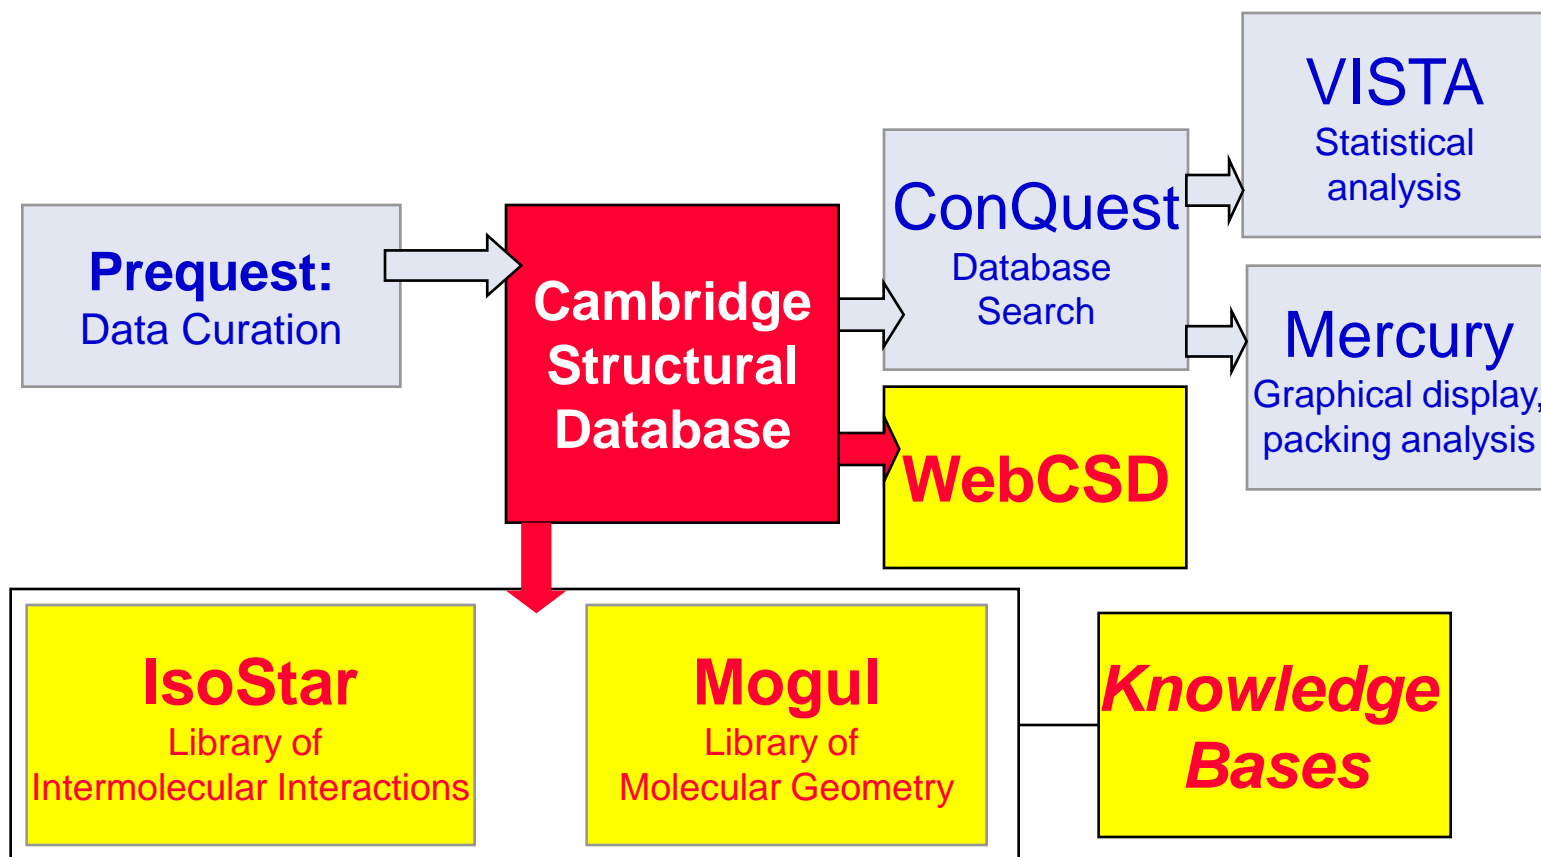 VISTA
Statistical
analysis
ConQuest
Database
Search
Prequest:
Data Curation
Cambridge
Structural
Database
Mercury
Graphical display,
packing analysis
WebCSD
IsoStar
Library of
Intermolecular Interactions
Mogul
Library of
Molecular Geometry
Knowledge
Bases